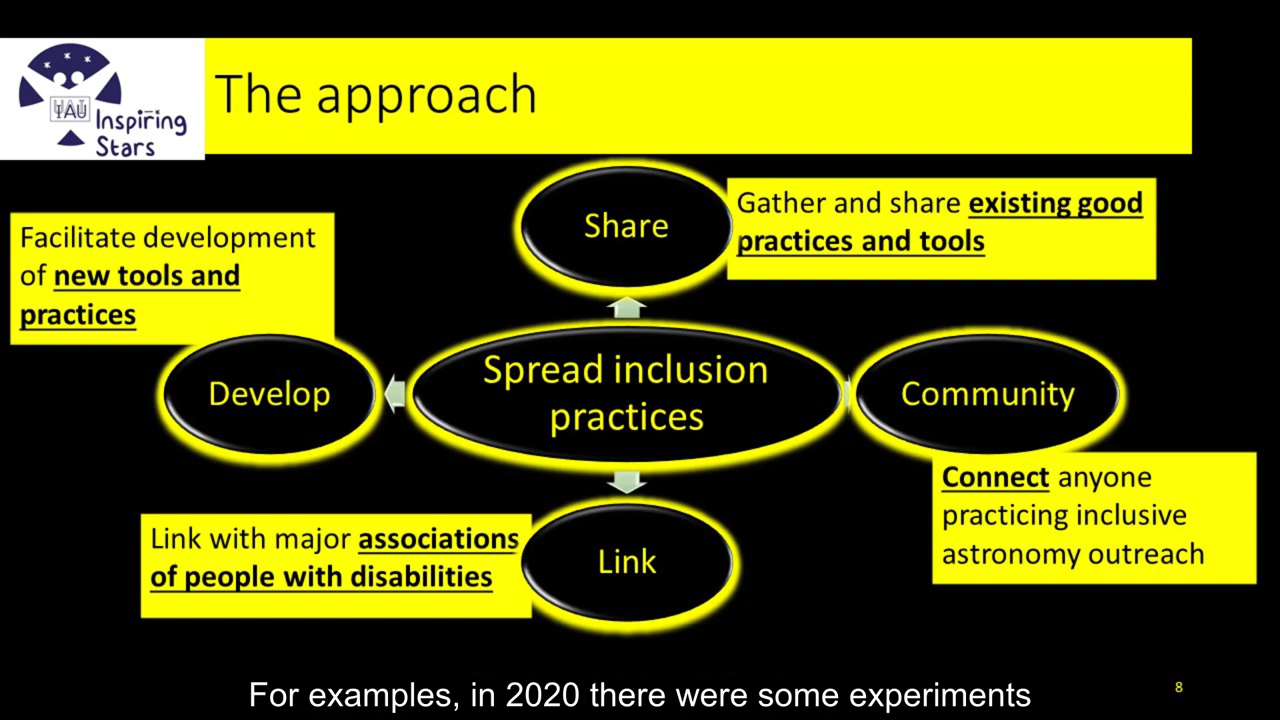 IAU
Inspiring
Stars
The approach
Share
Gather and share existing good
practices and tools
Facilitate development
of new tools and
practices
Develop
Spread inclusion
practices
Community
Connect anyone
practicing inclusive
astronomy outreach
Link with major associations
of people with disabilities
Link
For examples, in 2020 there were some experiments
8